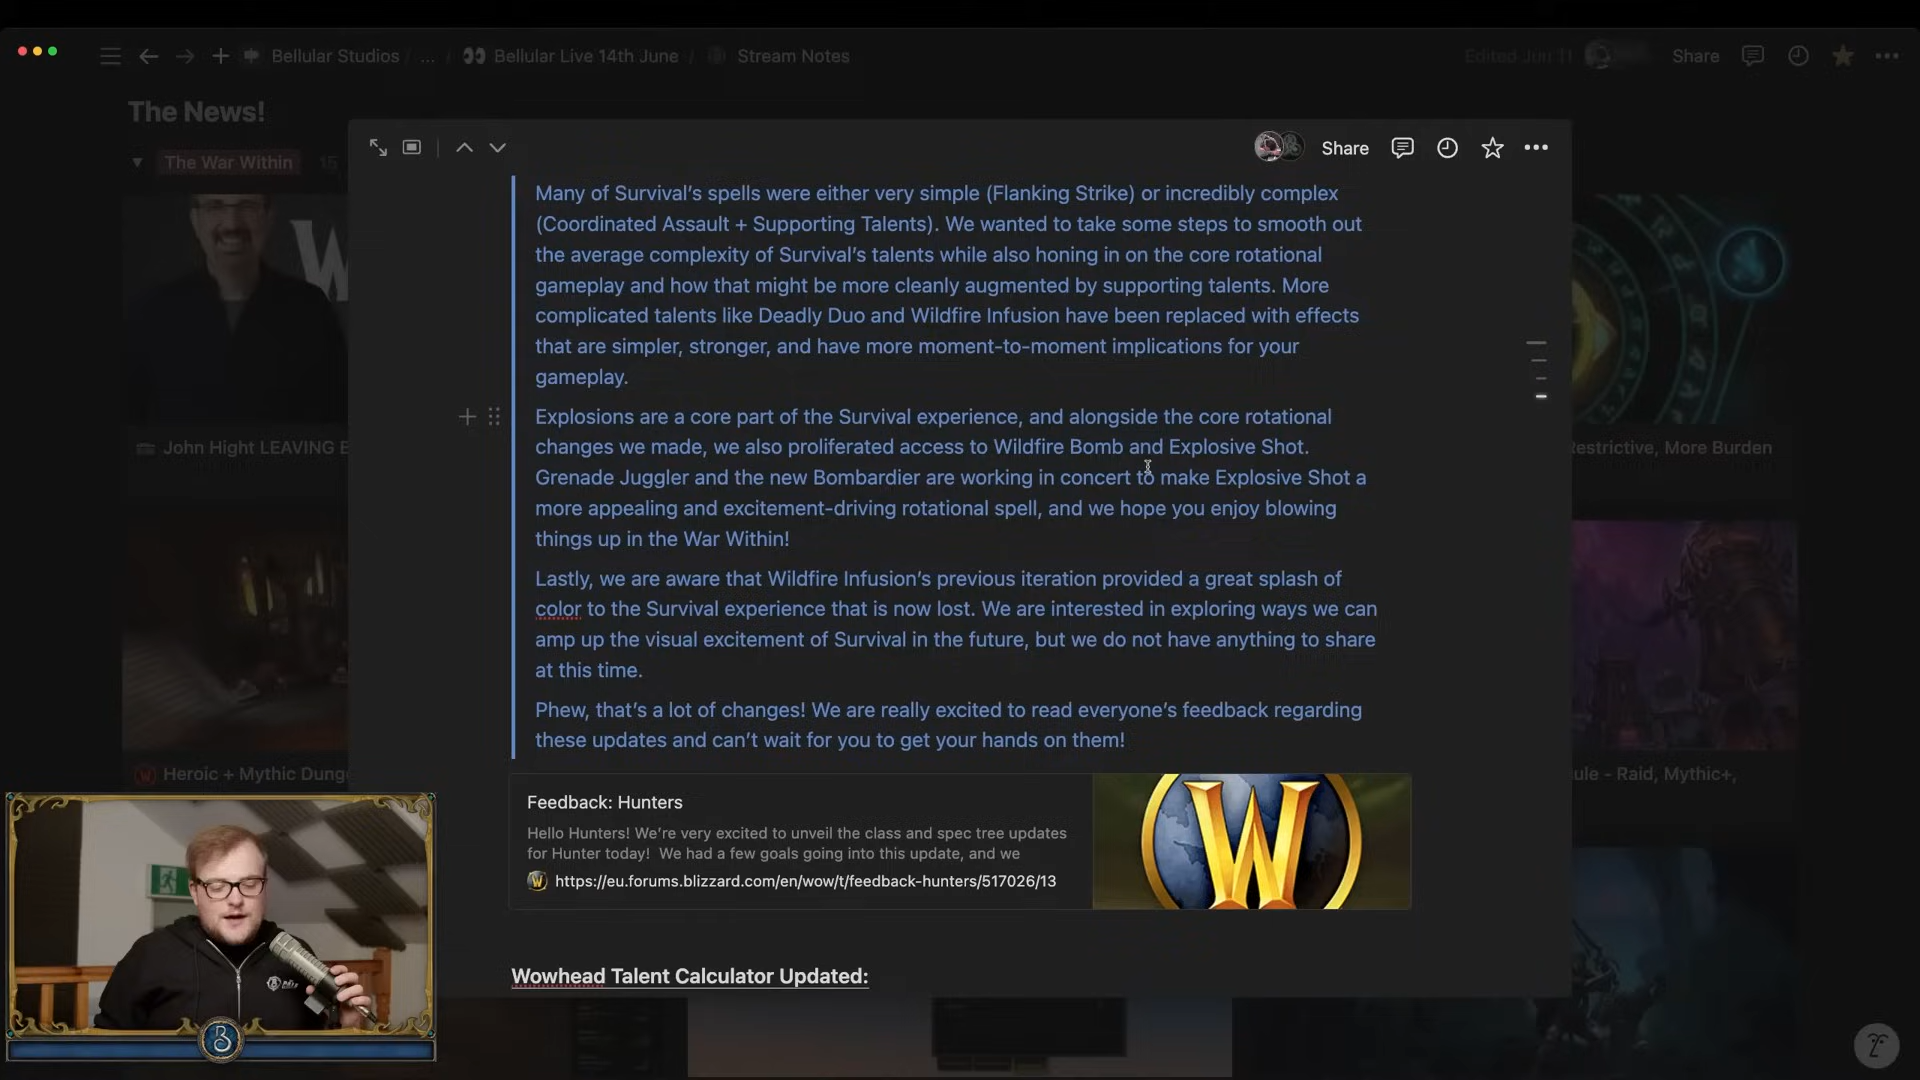 Bellular Studios / ... / 👀 Bellular Live 14th June / Stream Notes
Edited Jun 11
Share
The News!
The War Within 15
Share
Many of Survival's spells were either very simple (Flanking Strike) or incredibly complex
(Coordinated Assault + Supporting Talents). We wanted to take some steps to smooth out
the average complexity of Survival's talents while also honing in on the core rotational
gameplay and how that might be more cleanly augmented by supporting talents. More
complicated talents like Deadly Duo and Wildfire Infusion have been replaced with effects
that are simpler, stronger, and have more moment-to-moment implications for your
gameplay.
Explosions are a core part of the Survival experience, and alongside the core rotational
changes we made, we also proliferated access to Wildfire Bomb and Explosive Shot.
Grenade Juggler and the new Bombardier are working in concert to make Explosive Shot a
more appealing and excitement-driving rotational spell, and we hope you enjoy blowing
things up in the War Within!
Lastly, we are aware that Wildfire Infusion's previous iteration provided a great splash of
color to the Survival experience that is now lost. We are interested in exploring ways we can
amp up the visual excitement of Survival in the future, but we do not have anything to share
at this time.
Phew, that's a lot of changes! We are really excited to read everyone's feedback regarding
these updates and can't wait for you to get your hands on them!
Feedback: Hunters
Hello Hunters! We're very excited to unveil the class and spec tree updates
for Hunter today! We had a few goals going into this update, and we
https://eu.forums.blizzard.com/en/wow/t/feedback-hunters/517026/13
Wowhead Talent Calculator Updated:
John Hight LEAVING B
Restrictive, More Burden
Heroic + Mythic Dunge
ule - Raid, Mythic+,
W
W
B